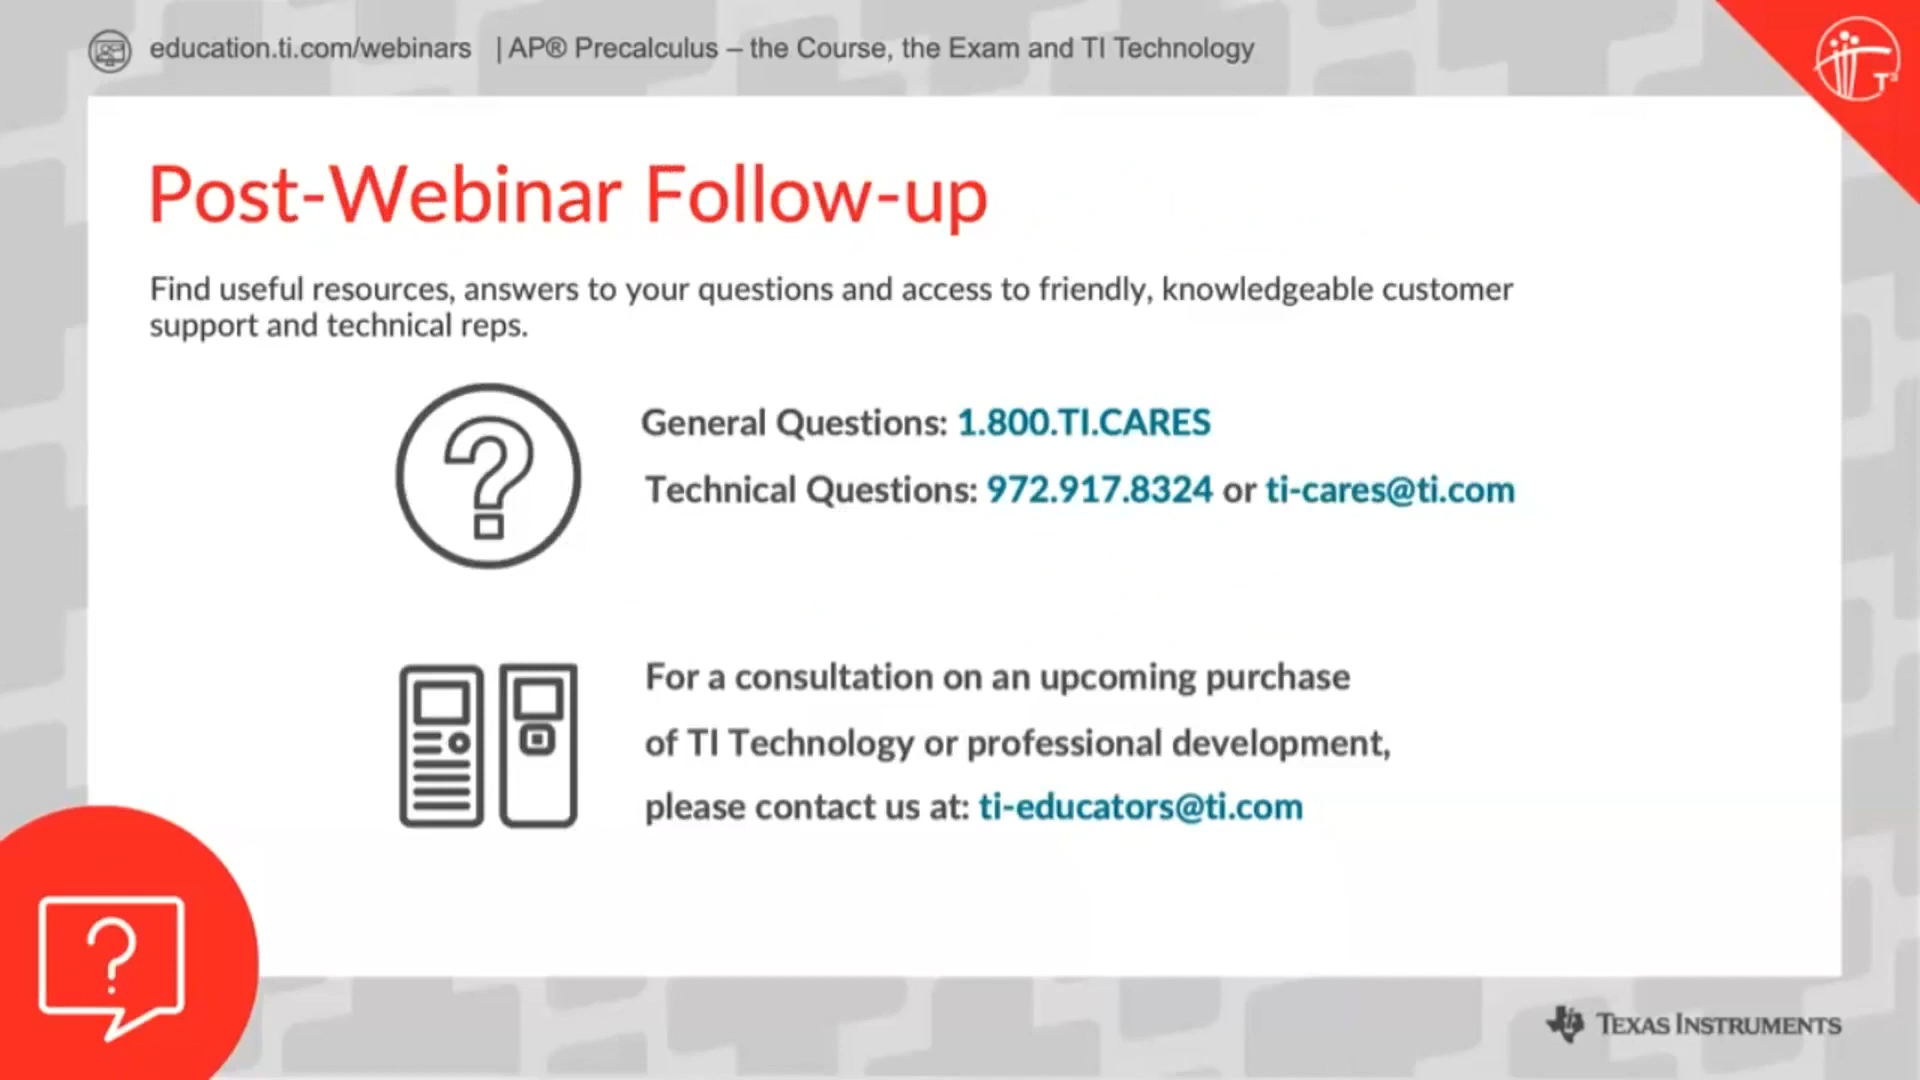 education.ti.com/webinars | AP® Precalculus – the Course, the Exam and TI Technology
T³
Post-Webinar Follow-up
Find useful resources, answers to your questions and access to friendly, knowledgeable customer
support and technical reps.
General Questions: 1.800.TI.CARES
Technical Questions: 972.917.8324 or ti-cares@ti.com
For a consultation on an upcoming purchase
of TI Technology or professional development,
please contact us at: ti-educators@ti.com
TEXAS INSTRUMENTS